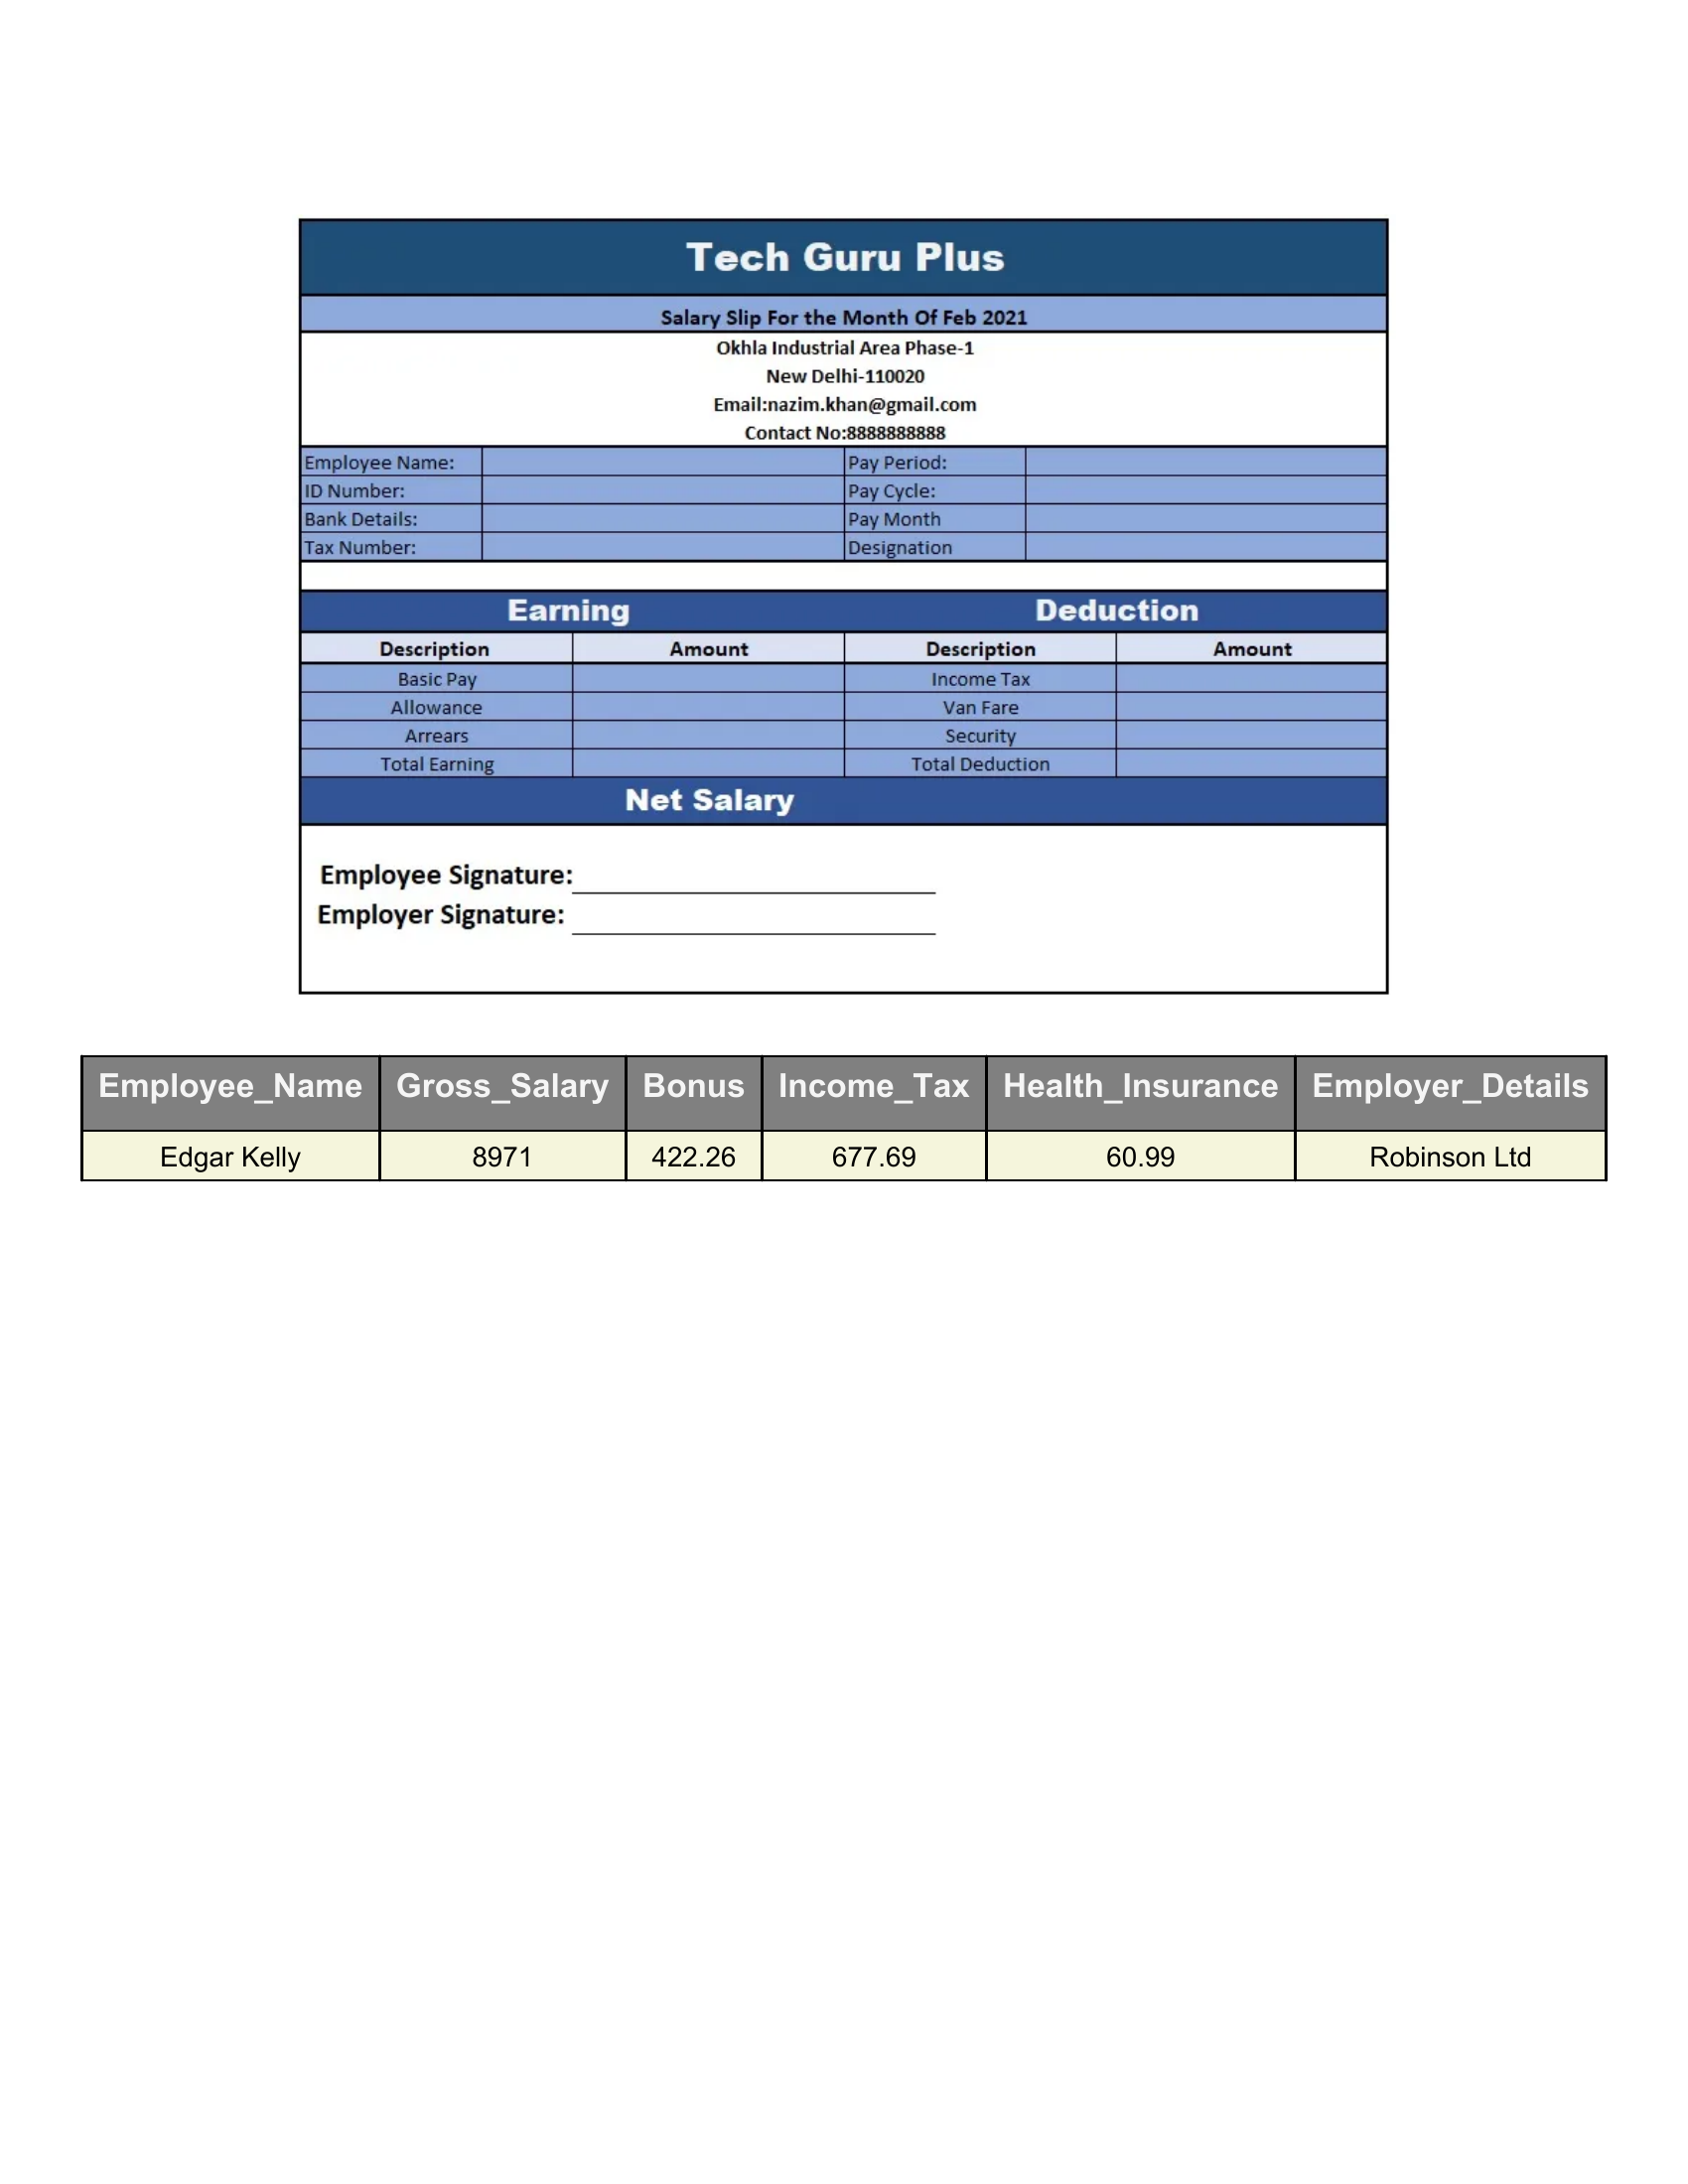 Tech Guru Plus
Salary Slip For the Month Of Feb 2021
Okhla Industrial Area Phase-1
New Delhi-110020
Email:nazim.khan@gmail.com
Contact No:8888888888
Employee Name: Pay Period:
ID Number: Pay Cycle:
Bank Details: Pay Month
Tax Number: Designation
Earning Deduction
Description Amount Description Amount
Basic Pay Income Tax
Allowance Van Fare
Arrears Security
Total Earning Total Deduction
Net Salary
Employee Signature:
Employer Signature:
Employee_Name Gross_Salary Bonus Income_Tax Health_Insurance Employer_Details
Edgar Kelly 8971 422.26 677.69 60.99 Robinson Ltd